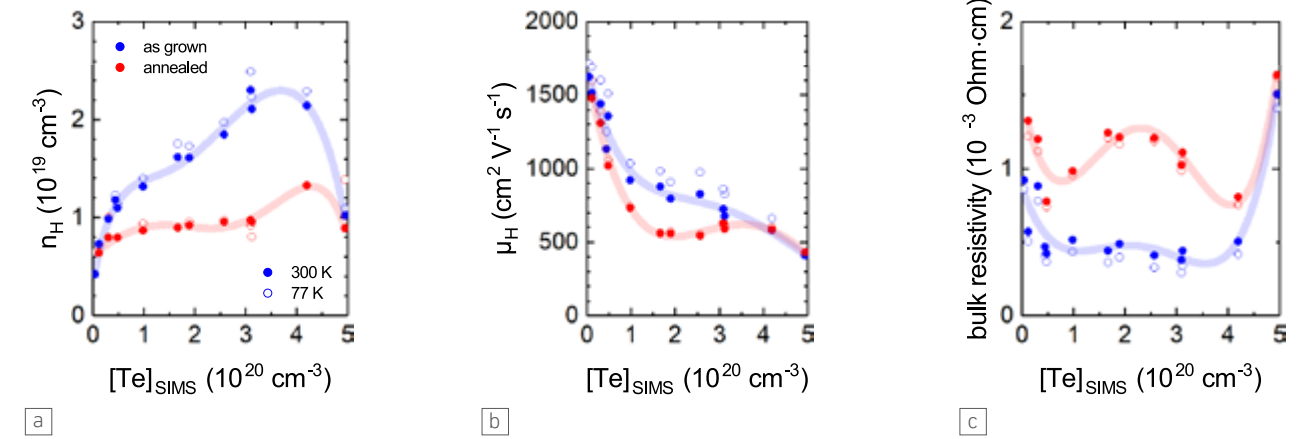 3
2
1
0
n_H (10^19 cm^-3)
as grown
annealed
300 K
77 K
0 1 2 3 4 5
[Te]_SIMS (10^20 cm^-3)
a
2000
1500
1000
500
0
μ_H (cm^2 V^-1 s^-1)
0 1 2 3 4 5
[Te]_SIMS (10^20 cm^-3)
b
2
1
0
bulk resistivity (10^-3 Ohm·cm)
0 1 2 3 4 5
[Te]_SIMS (10^20 cm^-3)
c